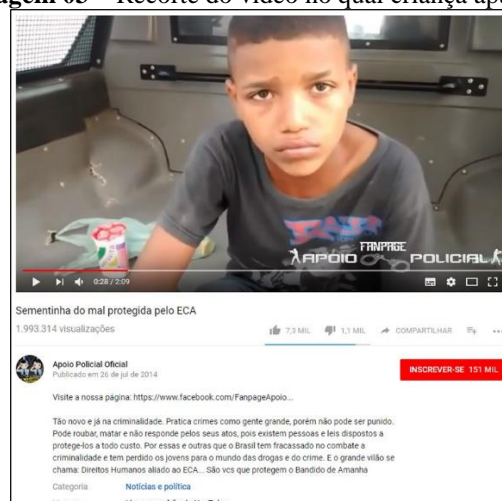 Imagem 03 – Recorte do vídeo no qual criança apa
FANPAGE
APOIO POLICIAL
0:28 / 2:09
Sementinha do mal protegida pelo ECA
1.993.314 visualizações
7,3 MIL 1,1 MIL COMPARTILHAR
Apoio Policial Oficial
Publicado em 26 de jul de 2014
INSCREVER-SE 151 MIL
Visite a nossa página: https://www.facebook.com/FanpageApoio...
Tão novo e já na criminalidade. Pratica crimes como gente grande, porém não pode ser punido.
Pode roubar, matar e não responde pelos seus atos, pois existem pessoas e leis dispostos a
protege-los a todo custo. Por essas e outras que o Brasil tem fracassado no combate a
criminalidade e tem perdido os jovens para o mundo das drogas e do crime. E o grande vilão se
chama: Direitos Humanos aliado ao ECA... São vcs que protegem o Bandido de Amanha
Categoria Notícias e política